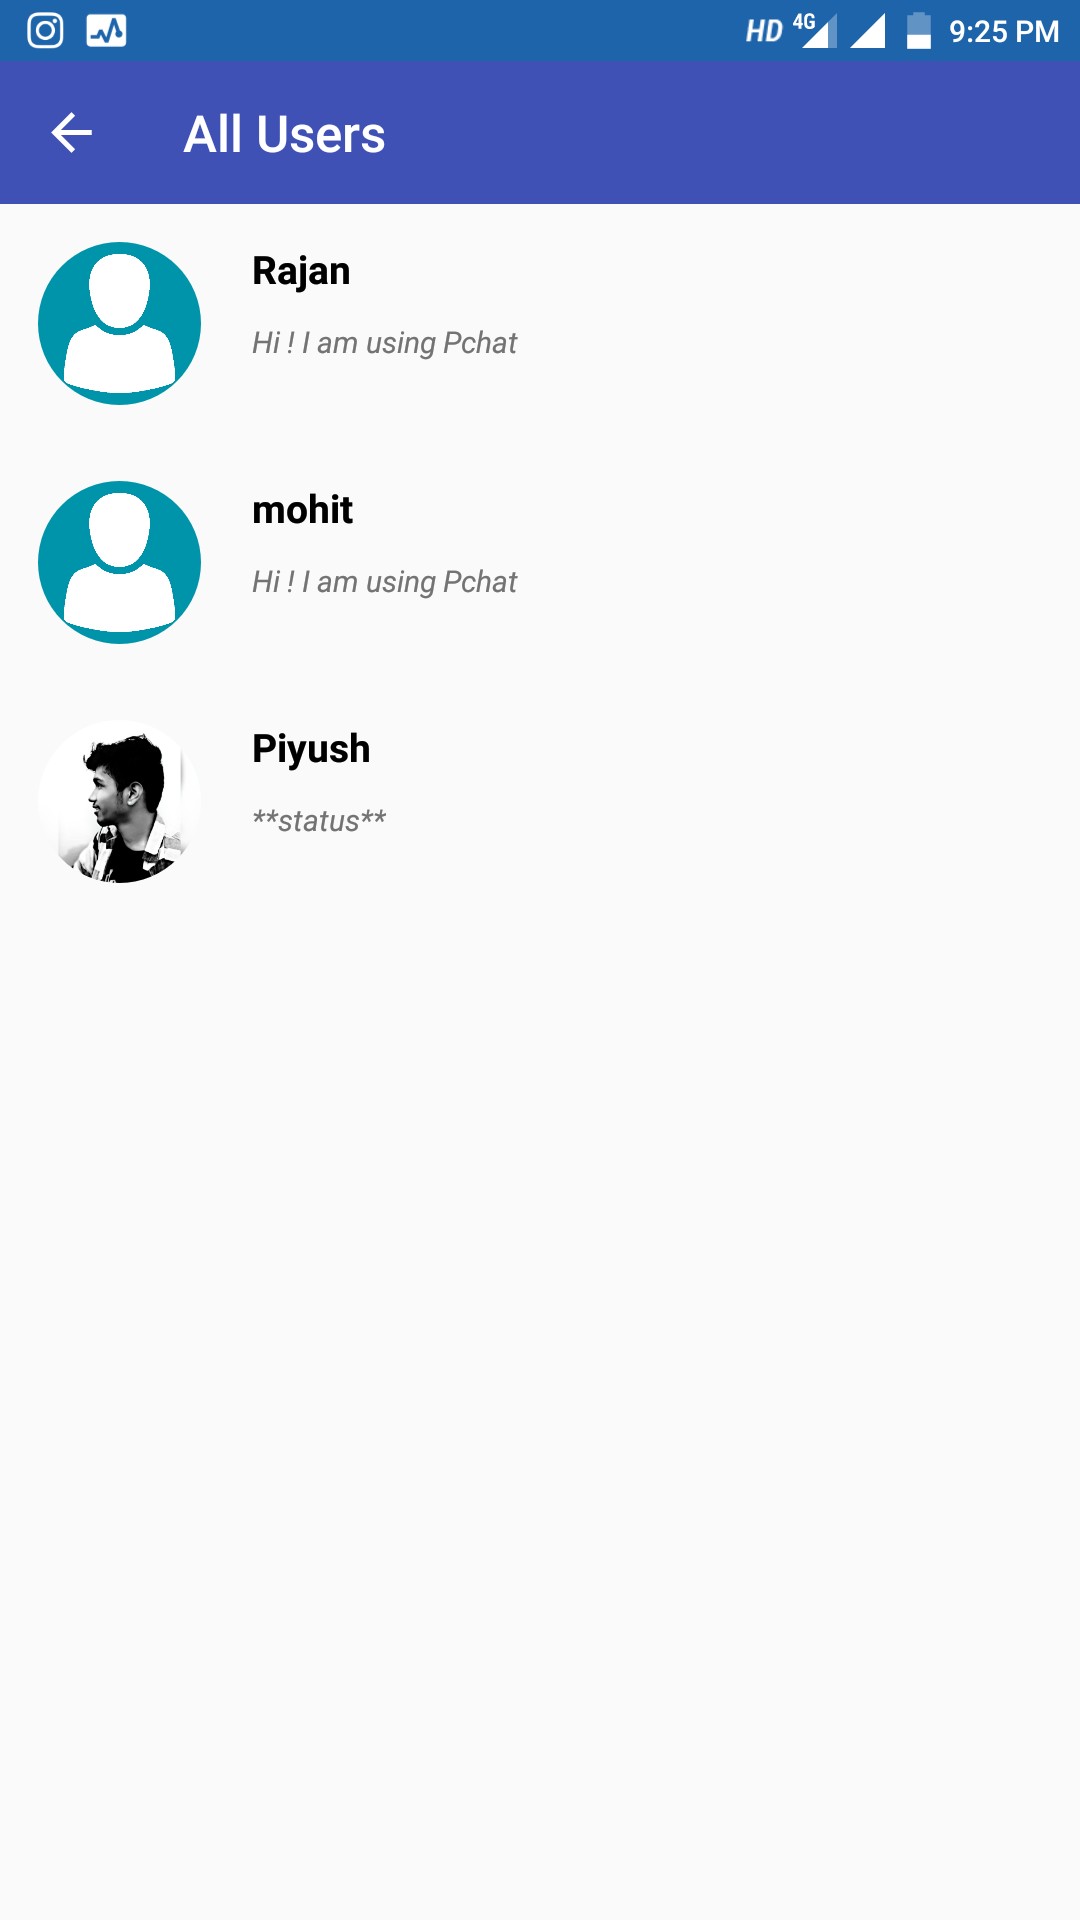 HD 4G 9:25 PM
All Users
Rajan
Hi ! I am using Pchat
mohit
Hi ! I am using Pchat
Piyush
**status**